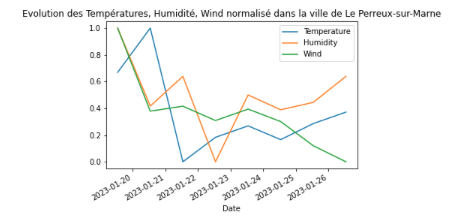 Evolution des Températures, Humidité, Wind normalisé dans la ville de Le Perreux-sur-Marne
Temperature
Humidity
Wind
1.0
0.8
0.6
0.4
0.2
0.0
2023-01-20
2023-01-21
2023-01-22
2023-01-23
2023-01-24
2023-01-25
2023-01-26
Date